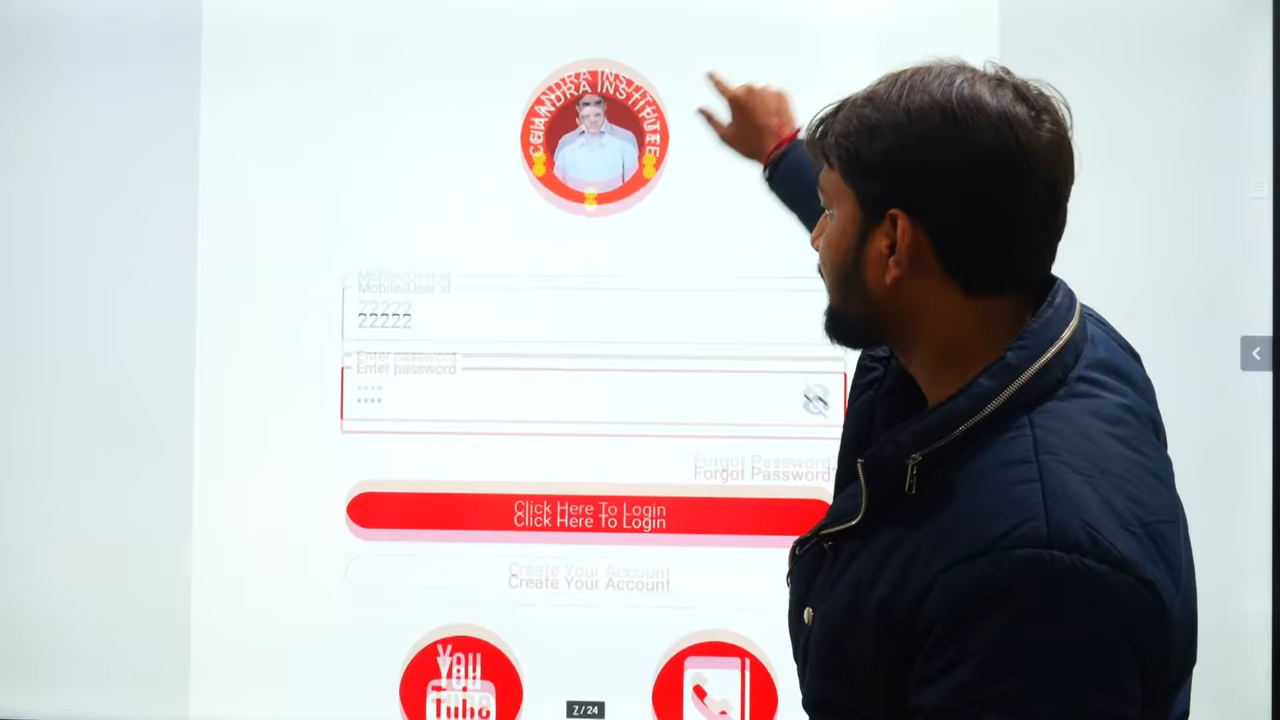 CHANDRA INSTITUTE
Mobile/User id
22222
Enter password
Forgot Password?
Click Here To Login
Create Your Account
You
Tube
7/24